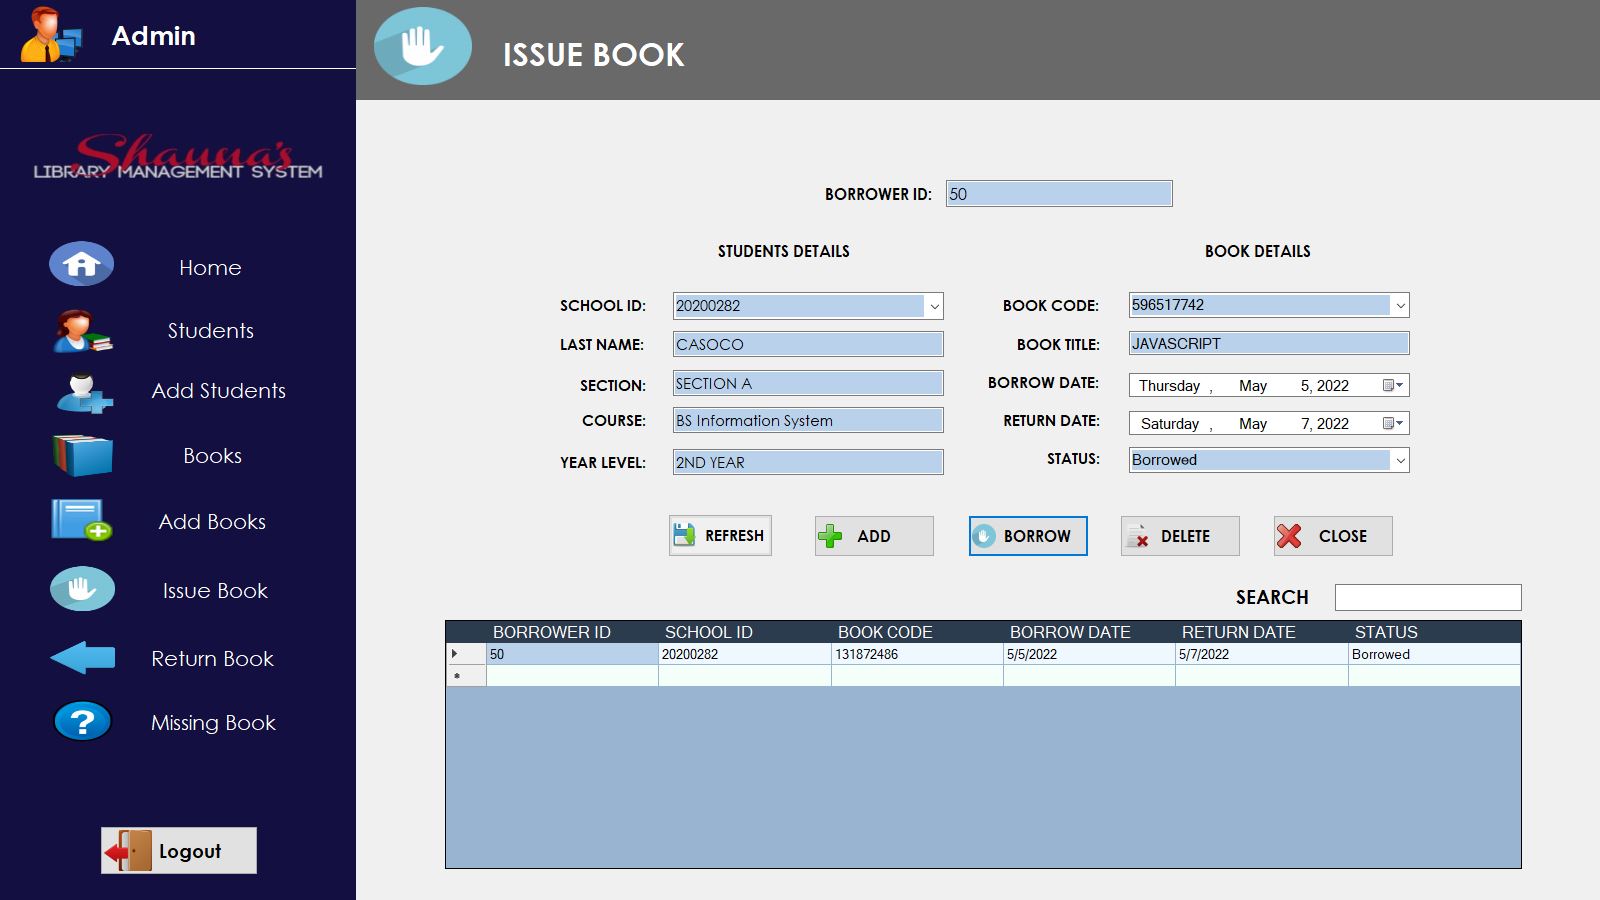 Admin
ISSUE BOOK
Shauna's
LIBRARY MANAGEMENT SYSTEM
Home
Students
Add Students
Books
Add Books
Issue Book
Return Book
Missing Book
Logout
BORROWER ID: 50
STUDENTS DETAILS
SCHOOL ID: 20200282
LAST NAME: CASOCO
SECTION: SECTION A
COURSE: BS Information System
YEAR LEVEL: 2ND YEAR
BOOK DETAILS
BOOK CODE: 596517742
BOOK TITLE: JAVASCRIPT
BORROW DATE: Thursday , May 5, 2022
RETURN DATE: Saturday , May 7, 2022
STATUS: Borrowed
REFRESH ADD BORROW DELETE CLOSE
SEARCH
BORROWER ID SCHOOL ID BOOK CODE BORROW DATE RETURN DATE STATUS
50 20200282 131872486 5/5/2022 5/7/2022 Borrowed